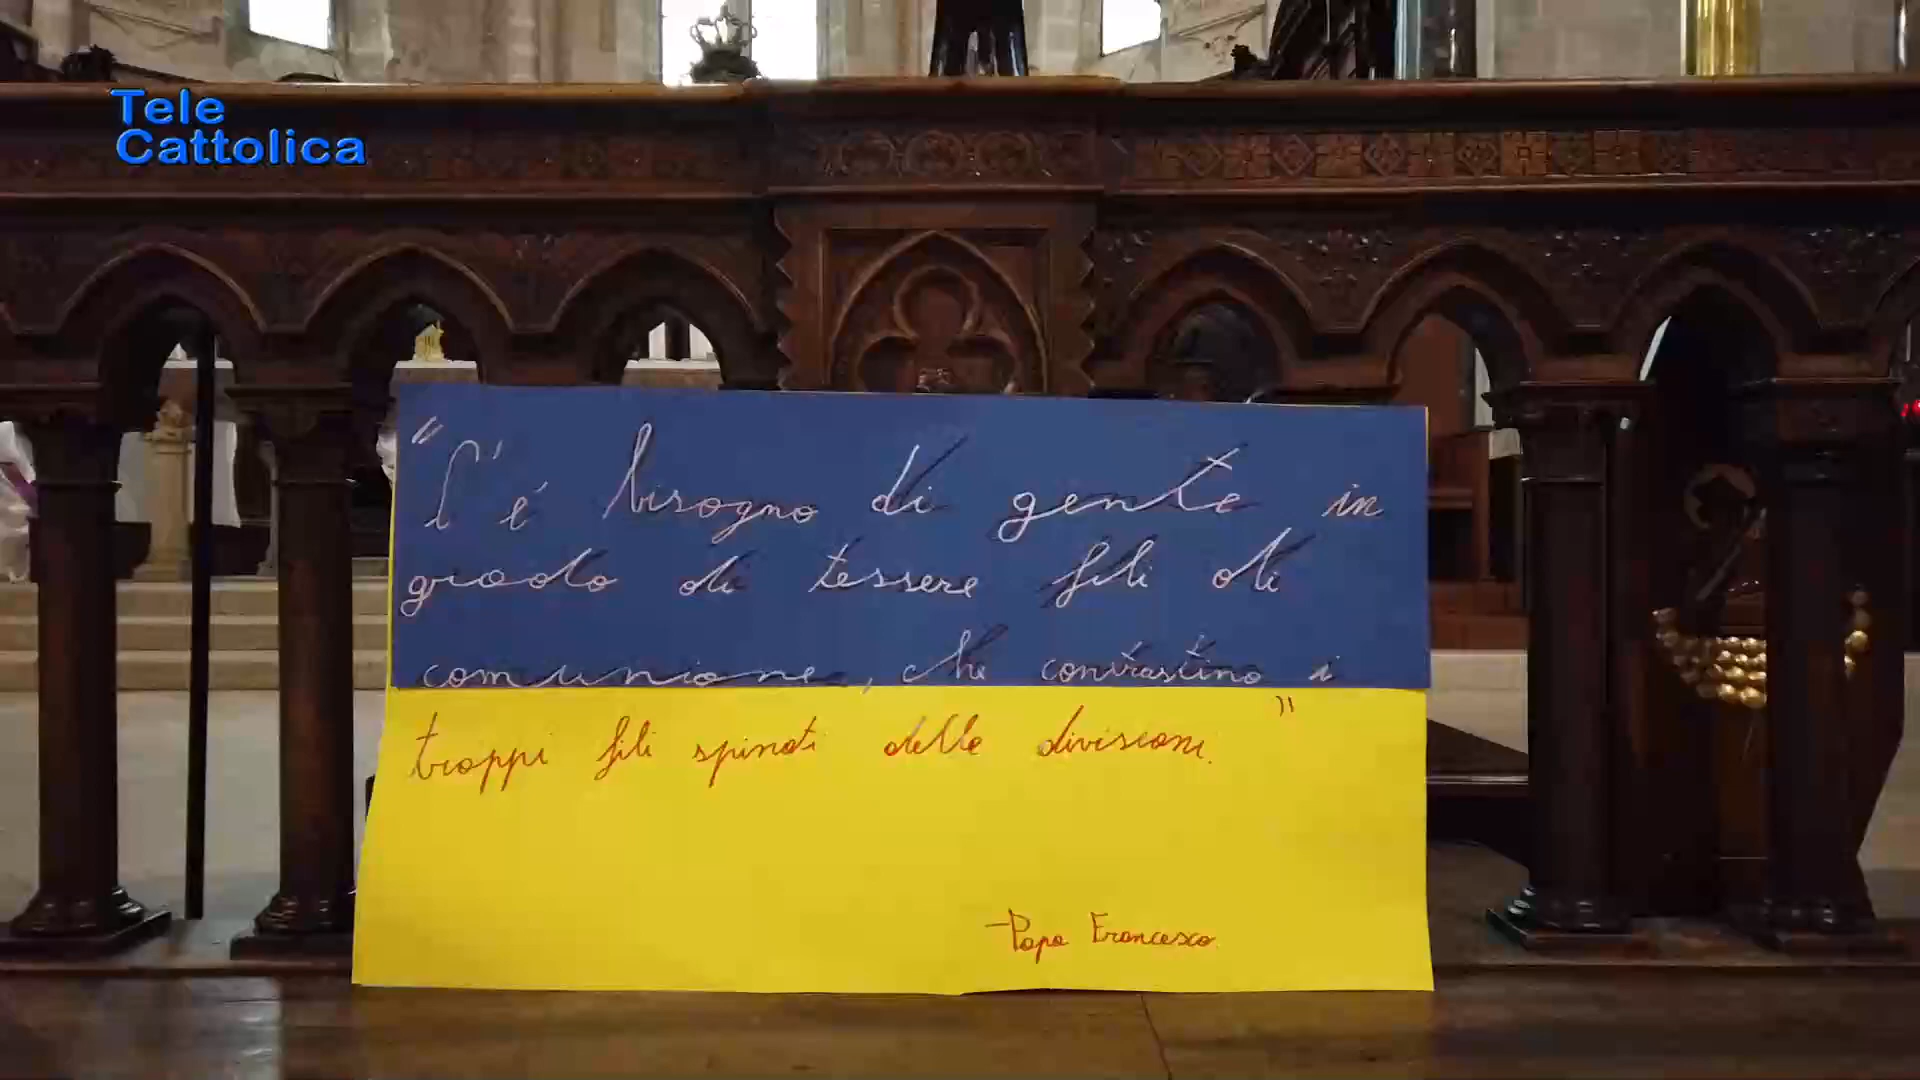 Tele
Cattolica
"C'é bisogno di gente in
grado di tessere fili di
comunione, che contrastino i
troppi fili spinati delle divisioni."
-Papa Francesco